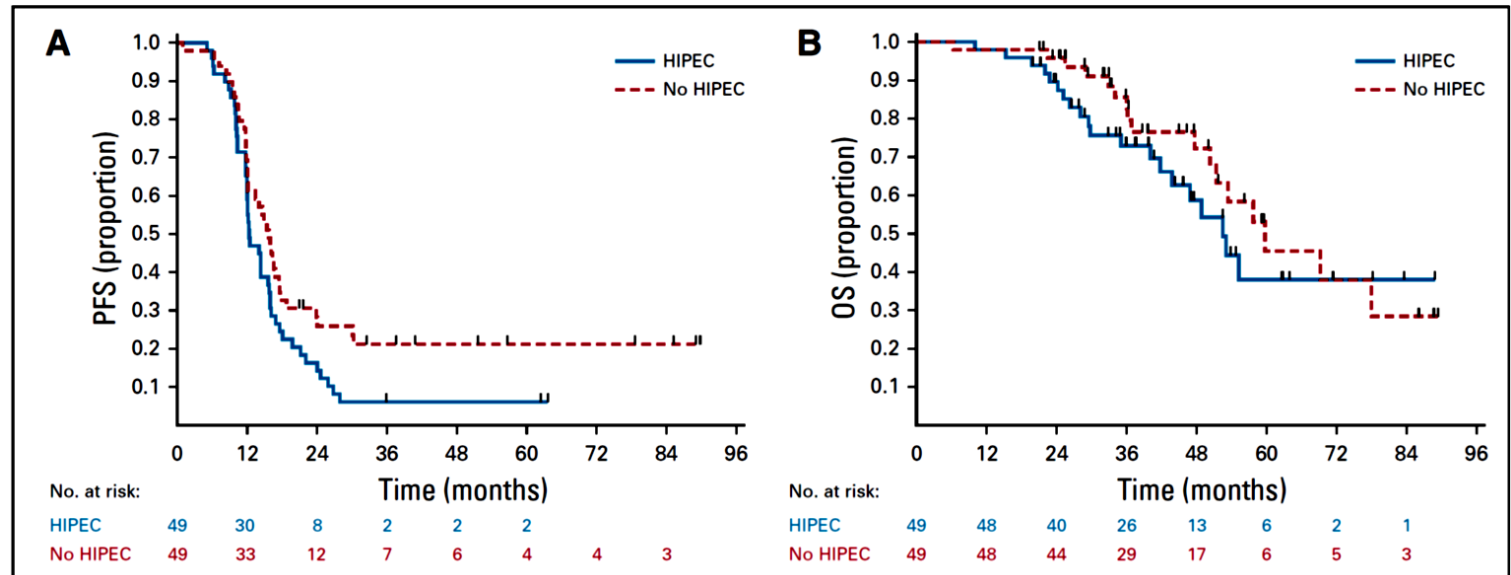 A
PFS (proportion)
1.0
0.9
0.8
0.7
0.6
0.5
0.4
0.3
0.2
0.1
HIPEC
No HIPEC
0 12 24 36 48 60 72 84 96
Time (months)
No. at risk:
HIPEC 49 30 8 2 2 2
No HIPEC 49 33 12 7 6 4 4 3
B
OS (proportion)
1.0
0.9
0.8
0.7
0.6
0.5
0.4
0.3
0.2
0.1
HIPEC
No HIPEC
0 12 24 36 48 60 72 84 96
Time (months)
No. at risk:
HIPEC 49 48 40 26 13 6 2 1
No HIPEC 49 48 44 29 17 6 5 3